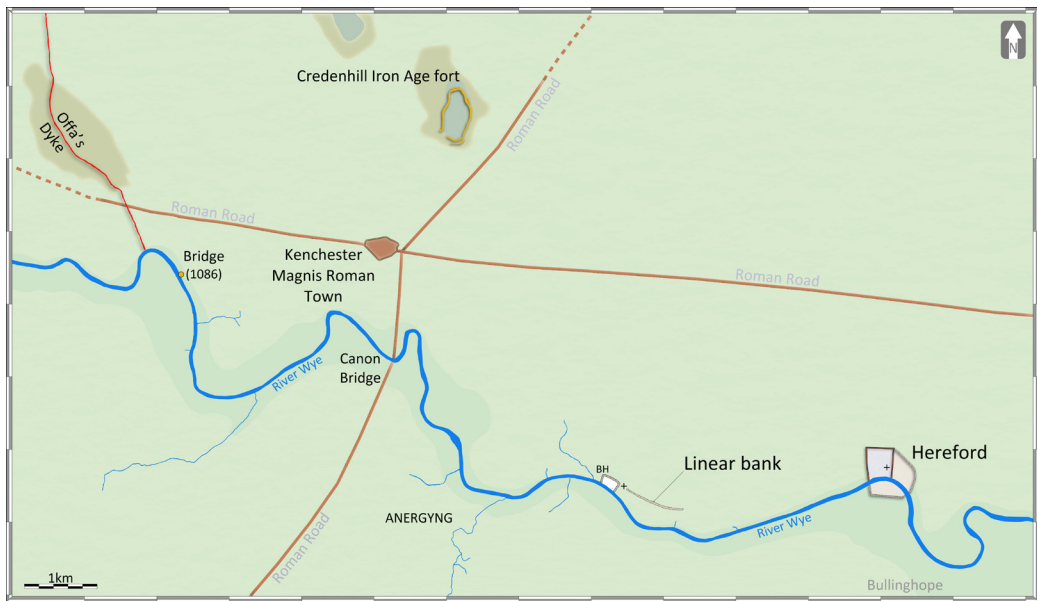 N
Credenhill Iron Age fort
Offa's
Dyke
Roman Road
Roman Road
Bridge
(1086)
Kenchester
Magnis Roman
Town
Roman Road
Canon
Bridge
River Wye
Hereford
Linear bank
BH
ANERGYNG
River Wye
Roman Road
1km
Bullinghope